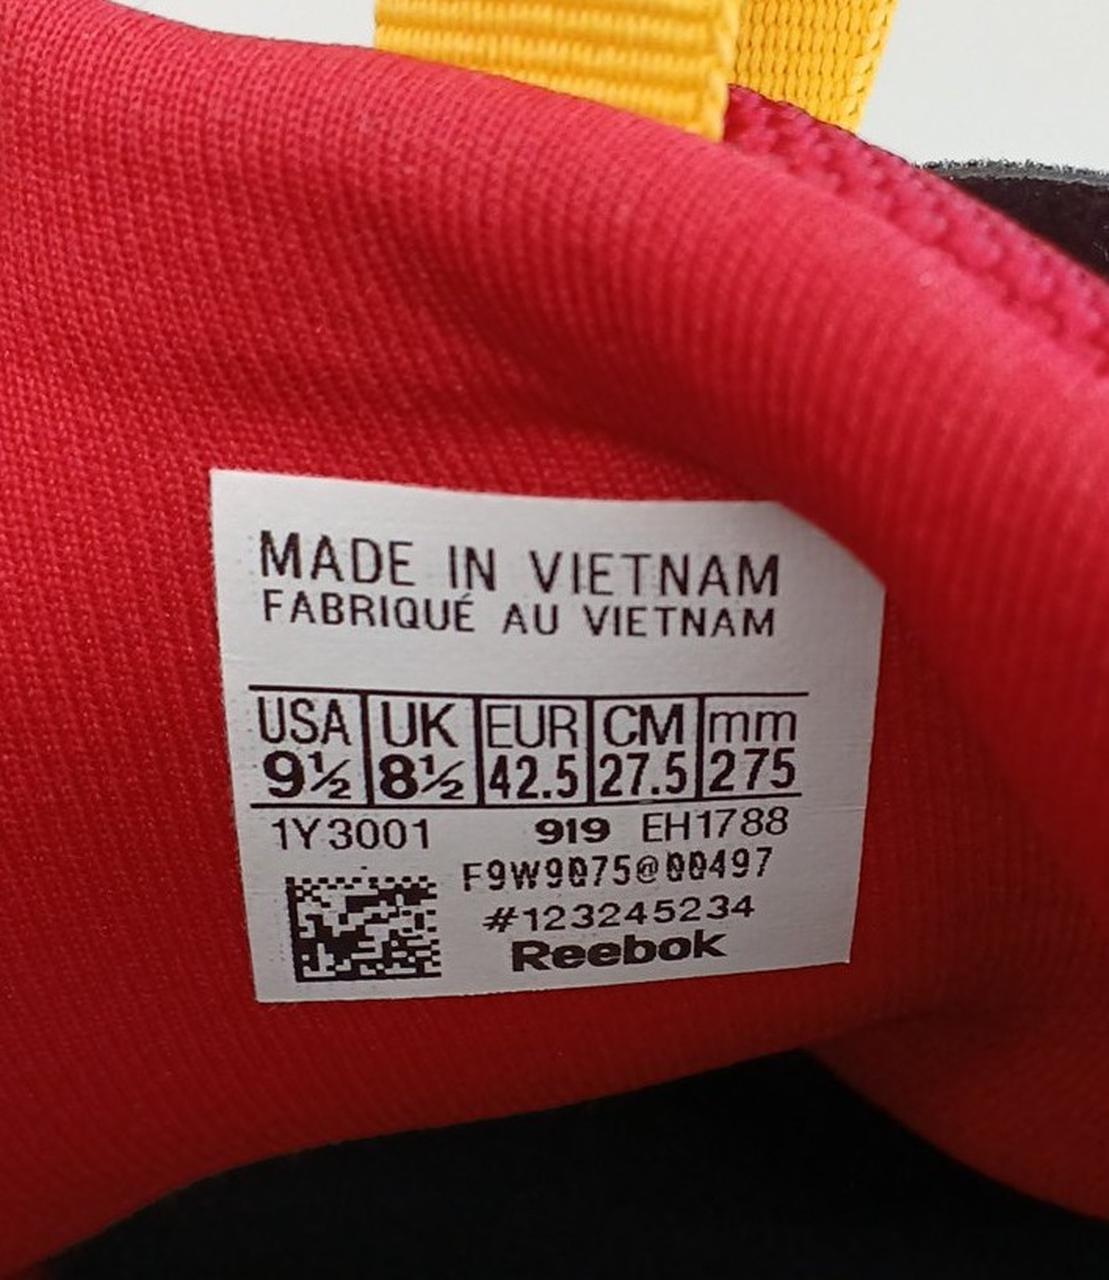 MADE IN VIETNAM
FABRIQUÉ AU VIETNAM
USA UK EUR CM mm
9½ 8½ 42.5 27.5 275
1Y3001 919 EH1788
F9W9075@00497
#123245234
Reebok